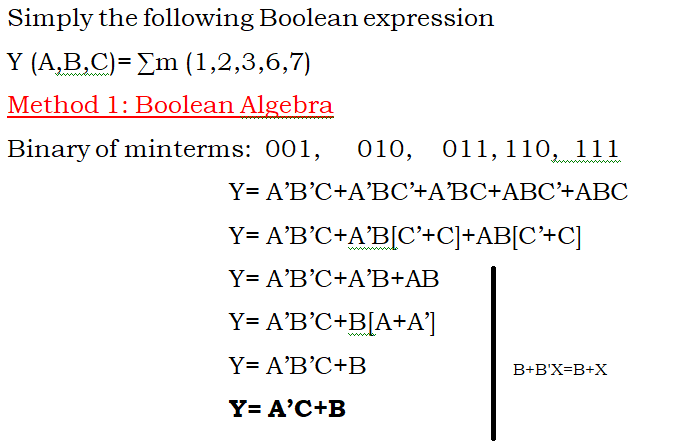 Simply the following Boolean expression
Y (A,B,C)= ∑m (1,2,3,6,7)
Method 1: Boolean Algebra
Binary of minterms: 001, 010, 011, 110, 111
Y= A’B’C+A’BC’+A’BC+ABC’+ABC
Y= A’B’C+A’B[C’+C]+AB[C’+C]
Y= A’B’C+A’B+AB
Y= A’B’C+B[A+A’]
Y= A’B’C+B
B+B'X=B+X
Y= A’C+B